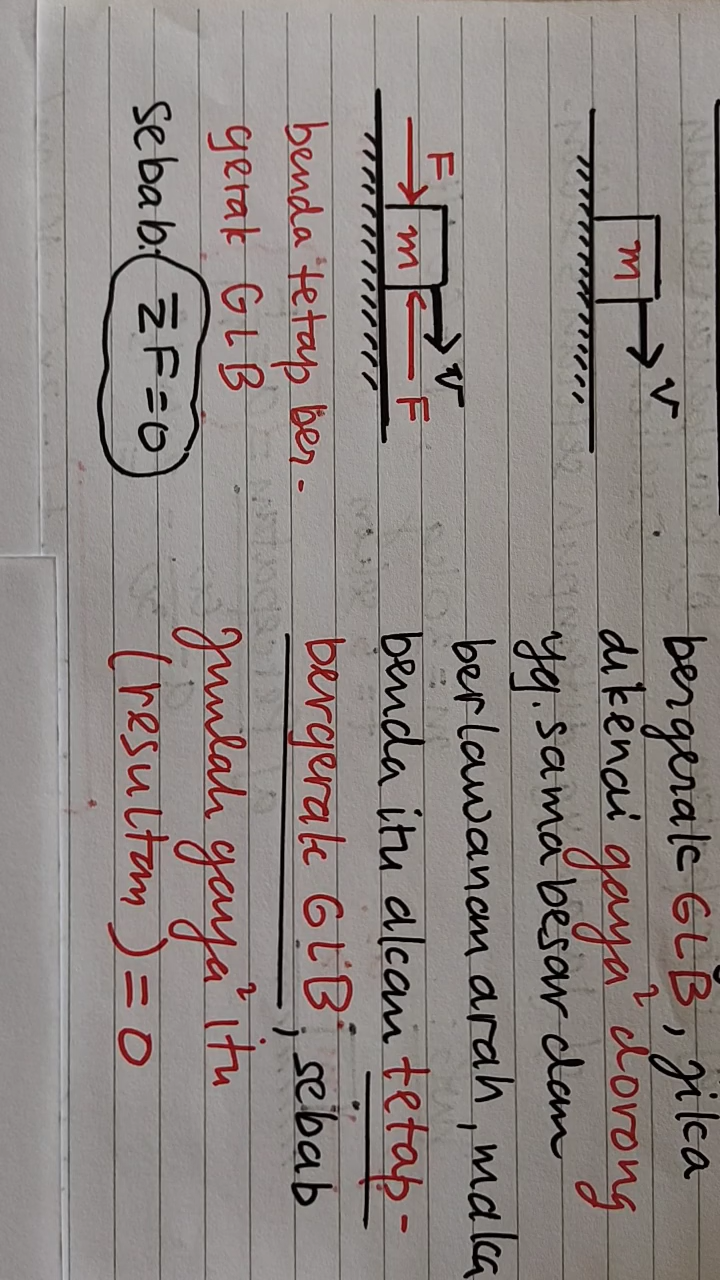 m
v
F
m
v
F
benda tetap ber-
gerak GLB
sebab: ΣF=0
bergerak GLB, jika
dikenai gaya² dorong
yg. sama besar dan
berlawanan arah, maka
benda itu akan tetap-
bergerak GLB, sebab
jumlah gaya² itu
(resultan) = 0